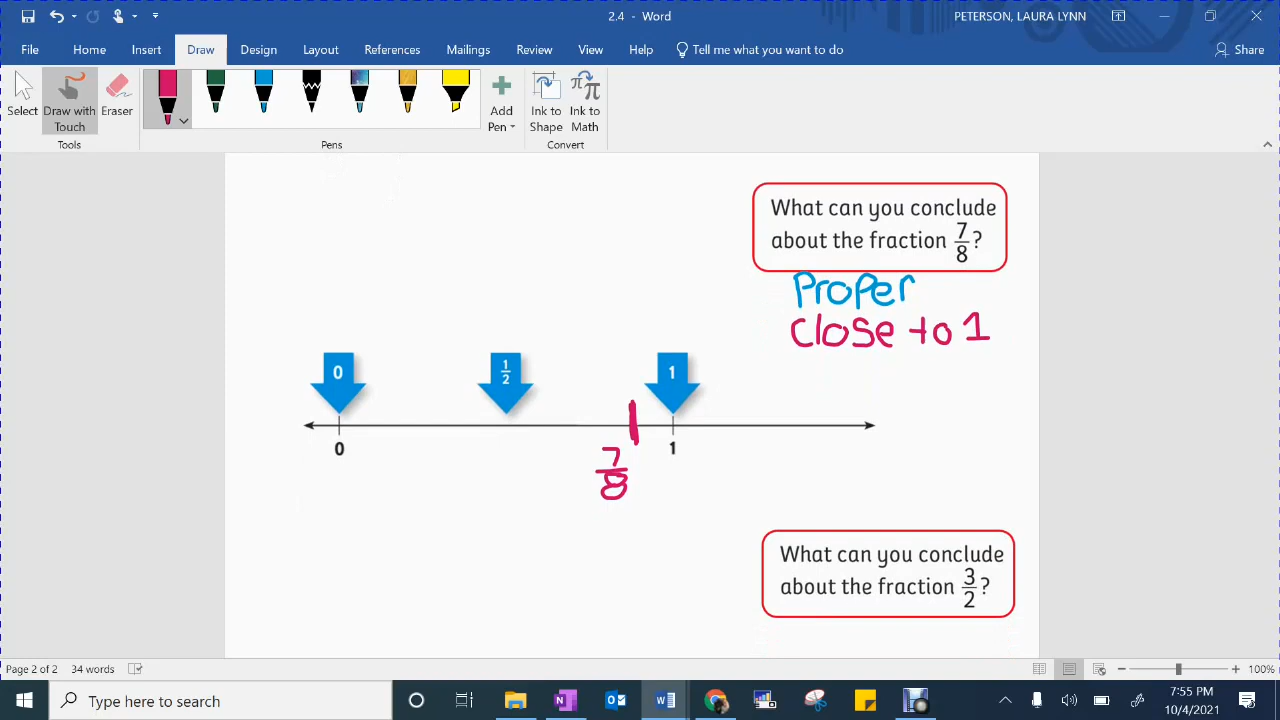 2.4 - Word
PETERSON, LAURA LYNN
File Home Insert Draw Design Layout References Mailings Review View Help Tell me what you want to do Share
Select
Draw with Touch
Eraser
Add Pen
Ink to Shape
Ink to Math
Tools Pens Convert
What can you conclude
about the fraction 7/8?
Proper
Close to 1
0 1/2 1
0 1
7/8
What can you conclude
about the fraction 3/2?
Page 2 of 2 34 words 100%
Type here to search
7:55 PM
10/4/2021